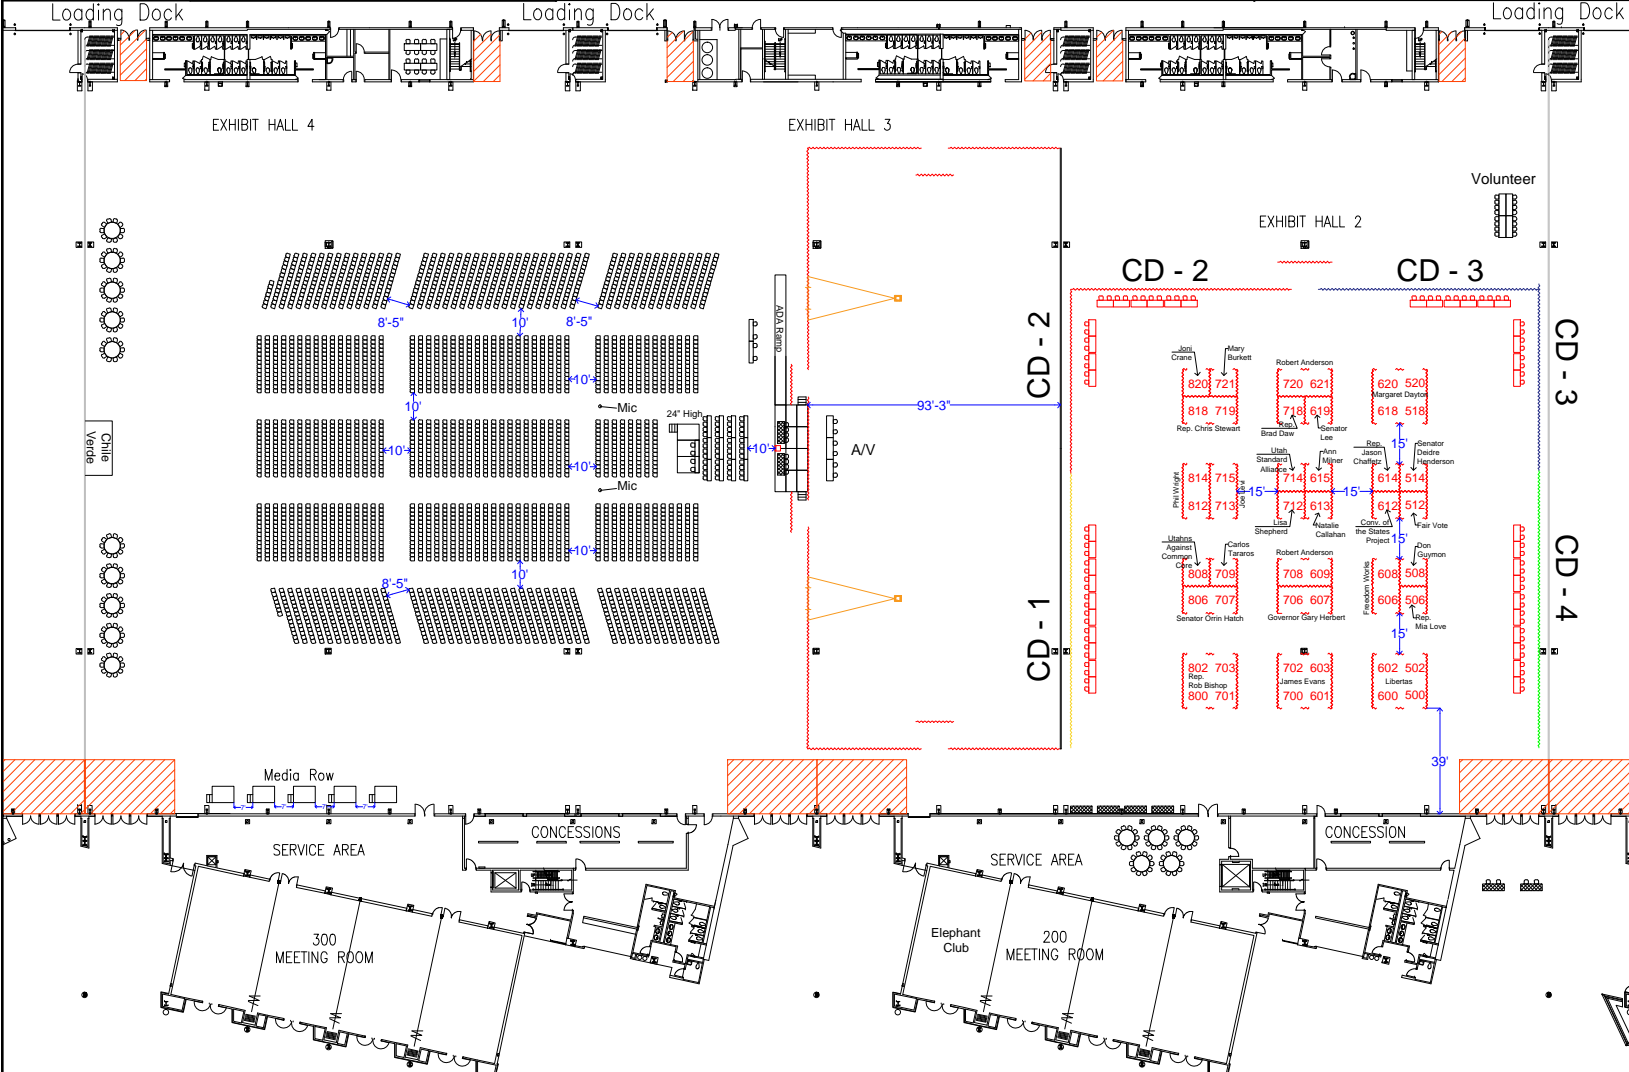 Loading Dock
Loading Dock
Loading Dock
EXHIBIT HALL 4
EXHIBIT HALL 3
EXHIBIT HALL 2
Volunteer
CD - 2
CD - 3
CD - 2
CD - 3
CD - 1
CD - 4
8'-5"
10'
8'-5"
10'
10'
10'
10'
10'
10'
8'-5"
Mic
Mic
24" High
10'
ADA Ramp
93'-3"
A/V
Chile
Verde
Joni
Crane
Mary
Burkett
820 721
818 719
Rep. Chris Stewart
Robert Anderson
720 621
718 619
Rep.
Brad Daw
Senator
Lee
620 520
Margaret Dayton
618 518
15'
Phil Wright
814 715
812 713
15'
Utah
Standard
Alliance
Ann
Milner
714 615
712 613
Lisa
Shepherd
Natalie
Callahan
15'
Rep.
Jason
Chaffetz
Senator
Deidre
Henderson
614 514
612 512
Conv. of
the States
Project
Fair Vote
15'
Utahns
Against
Common
Core
Carlos
Tararos
808 709
806 707
Senator Orrin Hatch
Robert Anderson
708 609
706 607
Governor Gary Herbert
Freedom Works
Don
Guymon
608 508
606 506
Rep.
Mia Love
15'
802 703
Rep.
Rob Bishop
800 701
702 603
James Evans
700 601
602 502
Libertas
600 500
39'
Media Row
7'
7'
7'
7'
CONCESSIONS
SERVICE AREA
300
MEETING ROOM
SERVICE AREA
CONCESSION
Elephant
Club
200
MEETING ROOM